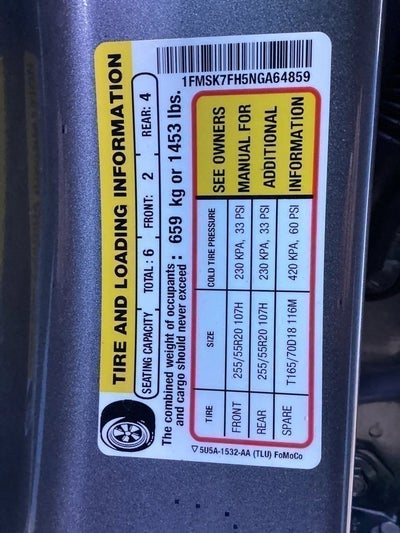 1FMSK7FH5NGA64859
TIRE AND LOADING INFORMATION
SEATING CAPACITY TOTAL: 6 FRONT: 2 REAR: 4
The combined weight of occupants
and cargo should never exceed: 659 kg or 1453 lbs.
TIRE SIZE COLD TIRE PRESSURE
FRONT 255/55R20 107H 230 KPA, 33 PSI
REAR 255/55R20 107H 230 KPA, 33 PSI
SPARE T165/70D18 116M 420 KPA, 60 PSI
SEE OWNERS
MANUAL FOR
ADDITIONAL
INFORMATION
▽ 5U5A-1532-AA (TLU) FoMoCo